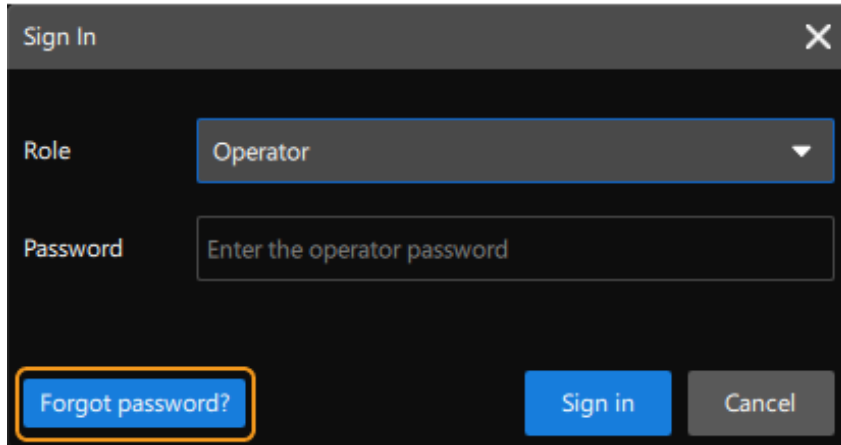 Sign In
Role
Operator
Password
Enter the operator password
Forgot password?
Sign in
Cancel